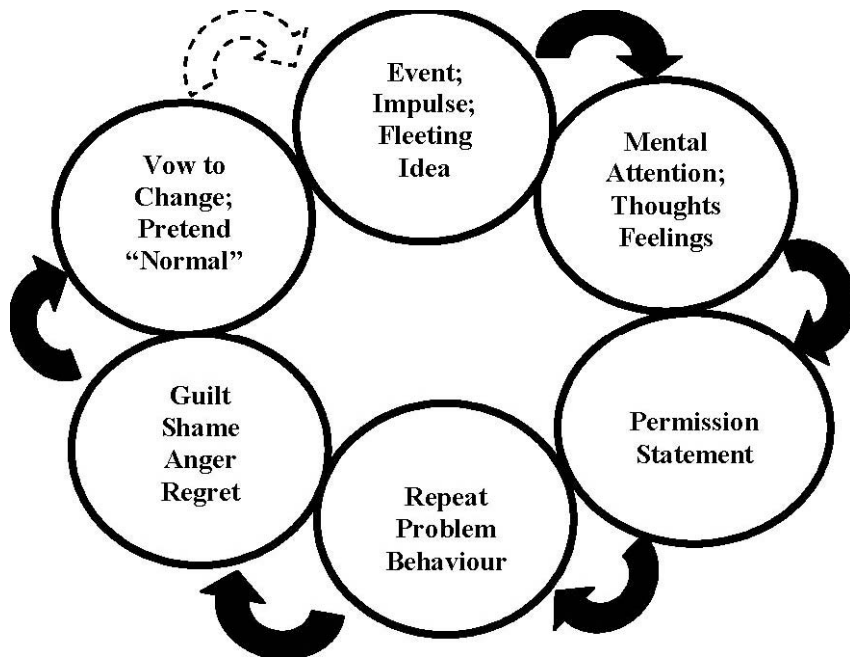 Event;
Impulse;
Fleeting
Idea
Mental
Attention;
Thoughts
Feelings
Permission
Statement
Repeat
Problem
Behaviour
Guilt
Shame
Anger
Regret
Vow to
Change;
Pretend
“Normal”